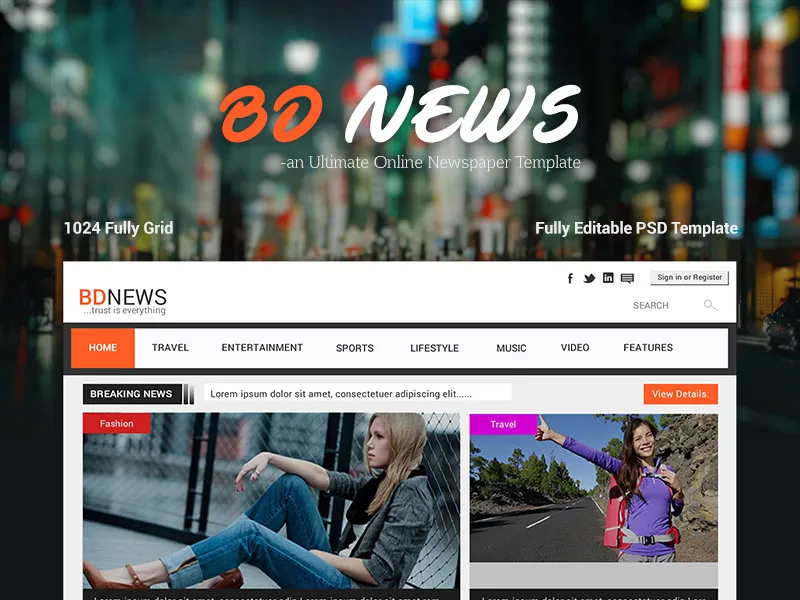 BD NEWS
-an Ultimate Online Newspaper Template
1024 Fully Grid
Fully Editable PSD Template
Sign in or Register
BDNEWS
...trust is everything
SEARCH
HOME TRAVEL ENTERTAINMENT SPORTS LIFESTYLE MUSIC VIDEO FEATURES
BREAKING NEWS
Lorem ipsum dolor sit amet, consectetuer adipiscing elit......
View Details:
Fashion
Travel